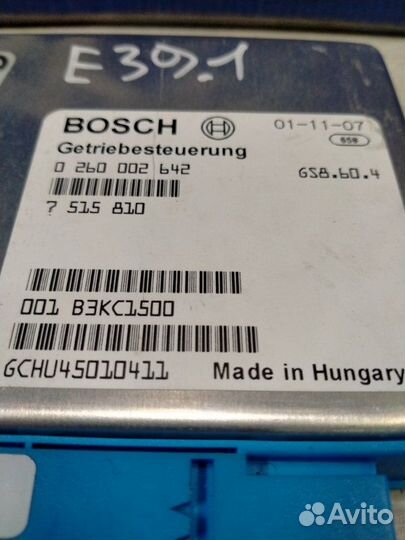 E39.1
BOSCH
01-11-07
Getriebesteuerung
658
0 260 002 642
GS8.60.4
7 515 810
001 B3KC1500
GCHU45010411
Made in Hungary
Avito